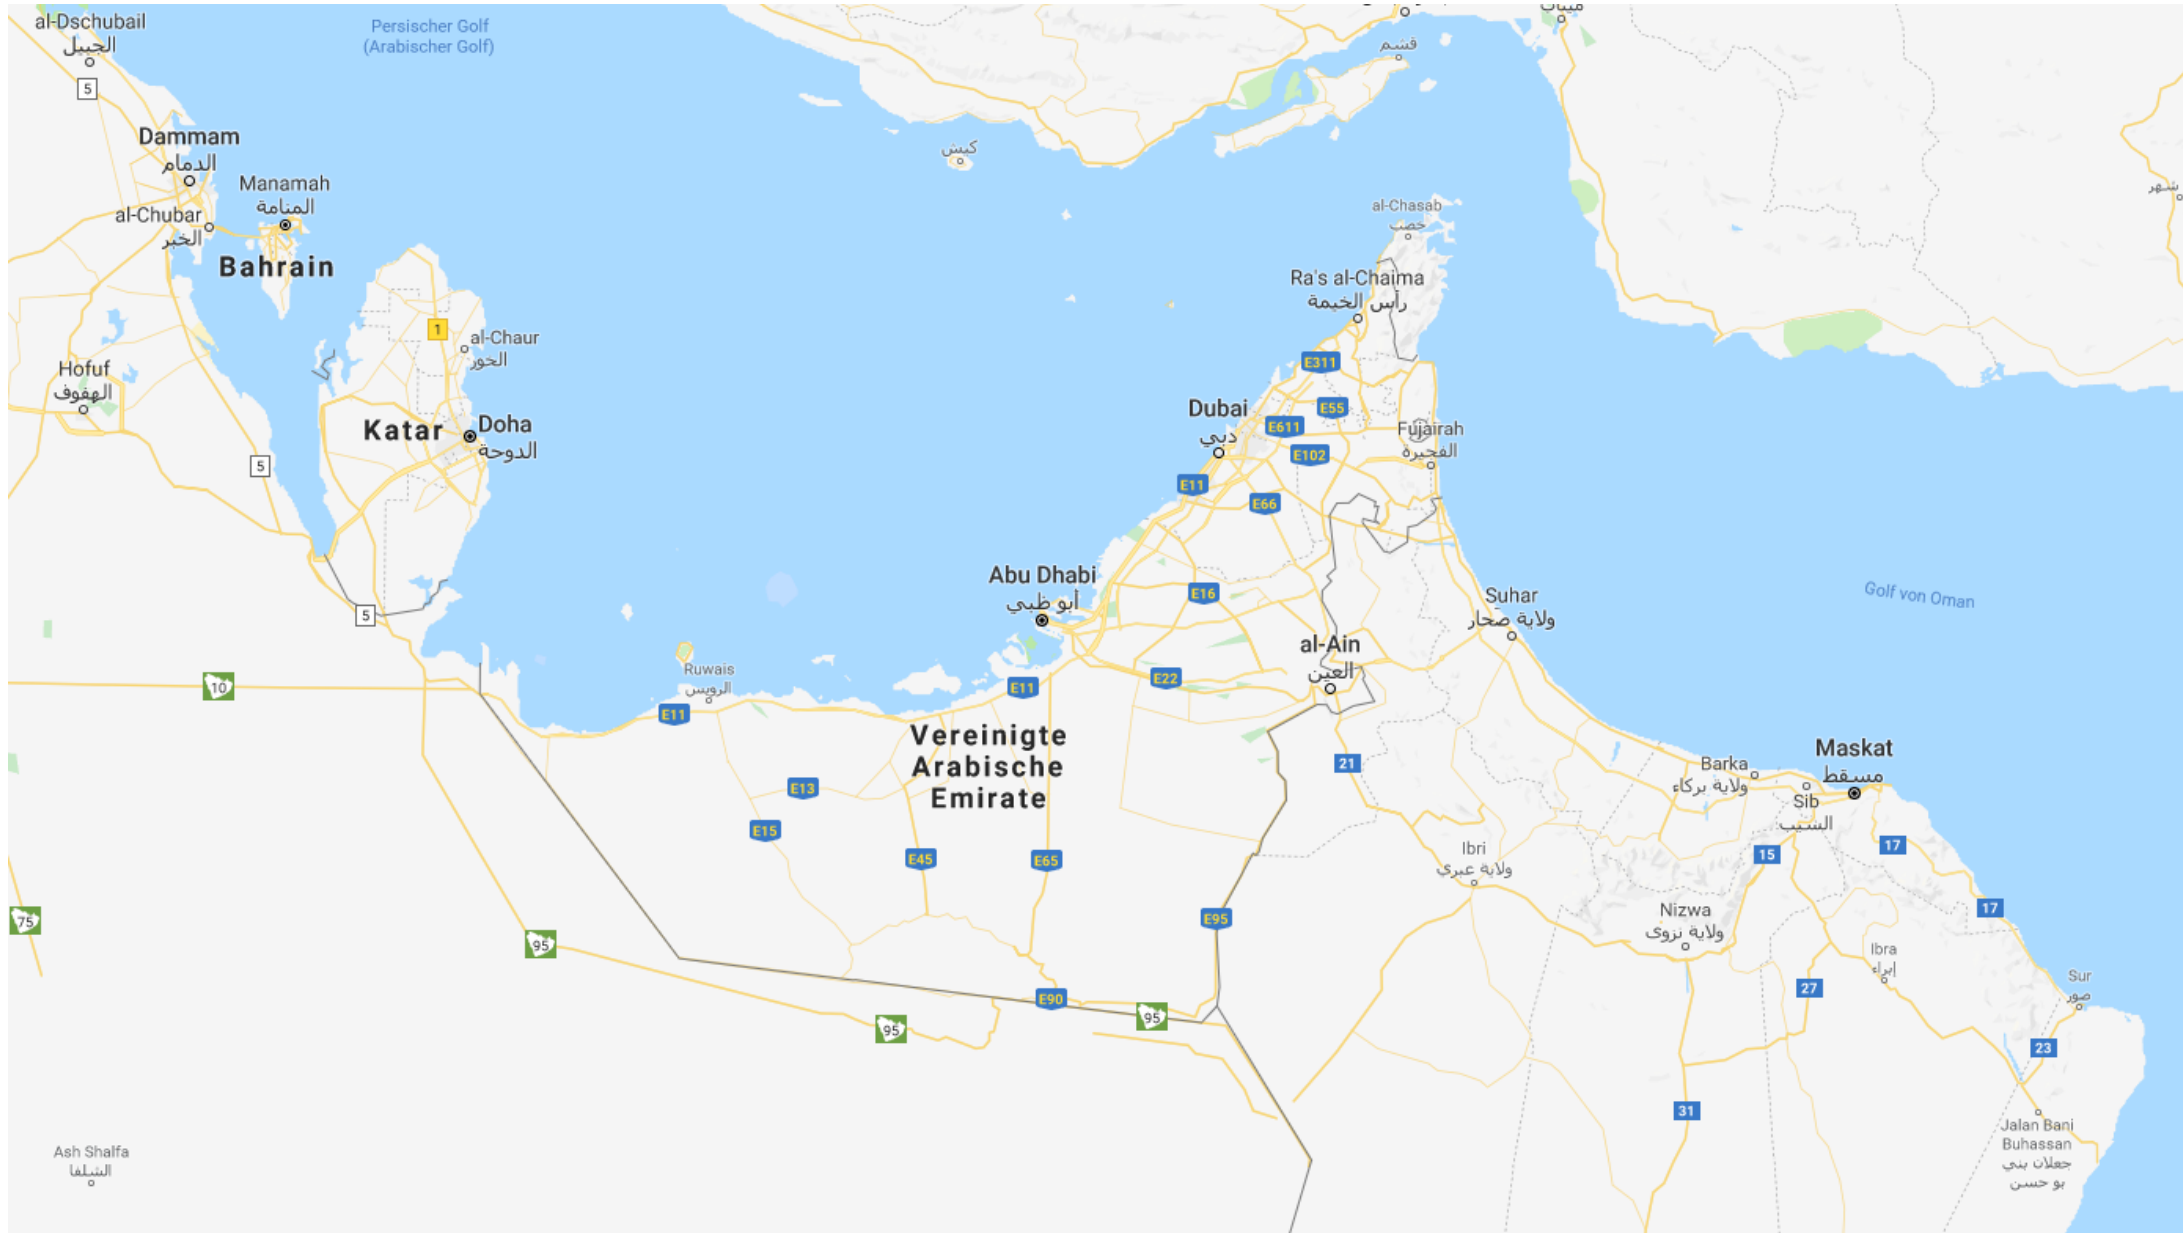 al-Dschubail
الجبيل
Persischer Golf
(Arabischer Golf)
ميناب
قشم
5
Dammam
الدمام
كيش
Manamah
المنامة
شهر
al-Chubar
الخبر
al-Chasab
خصب
Bahrain
Ra's al-Chaima
رأس الخيمة
1
al-Chaur
الخور
E311
Hofuf
الهفوف
Dubai
دبي
E55
E611
Katar
Doha
الدوحة
Fujairah
الفجيرة
E102
5
E11
E66
Abu Dhabi
أبو ظبي
E16
Suhar
ولاية صحار
Golf von Oman
5
al-Ain
العين
Ruwais
الرويس
10
E11
E22
E11
Vereinigte
Arabische
Emirate
21
Maskat
مسقط
Barka
ولاية بركاء
E13
Sib
السيب
E15
E45
E65
Ibri
ولاية عبري
15
17
75
95
E95
Nizwa
ولاية نزوى
17
Ibra
إبراء
Sur
صور
27
E90
95
95
23
31
Ash Shalfa
الشلفا
Jalan Bani
Buhassan
جعلان بني
بو حسن